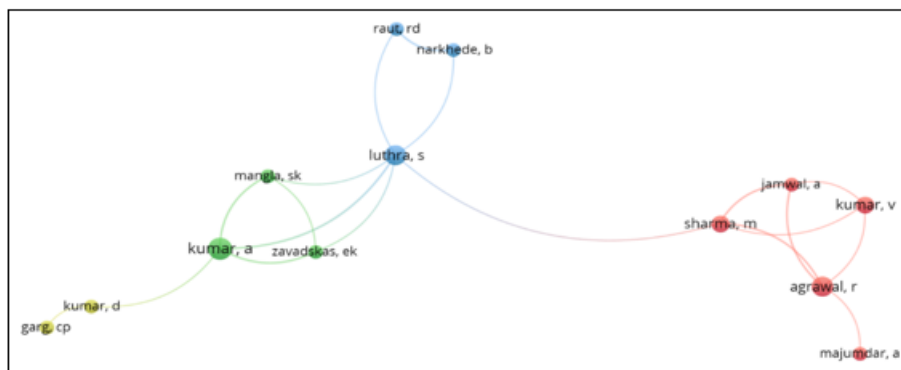 raut, rd
narkhede, b
luthra, s
mangla, sk
jamwal, a
kumar, v
sharma, m
kumar, a
zavadskas, ek
agrawal, r
kumar, d
garg, cp
majumdar, a